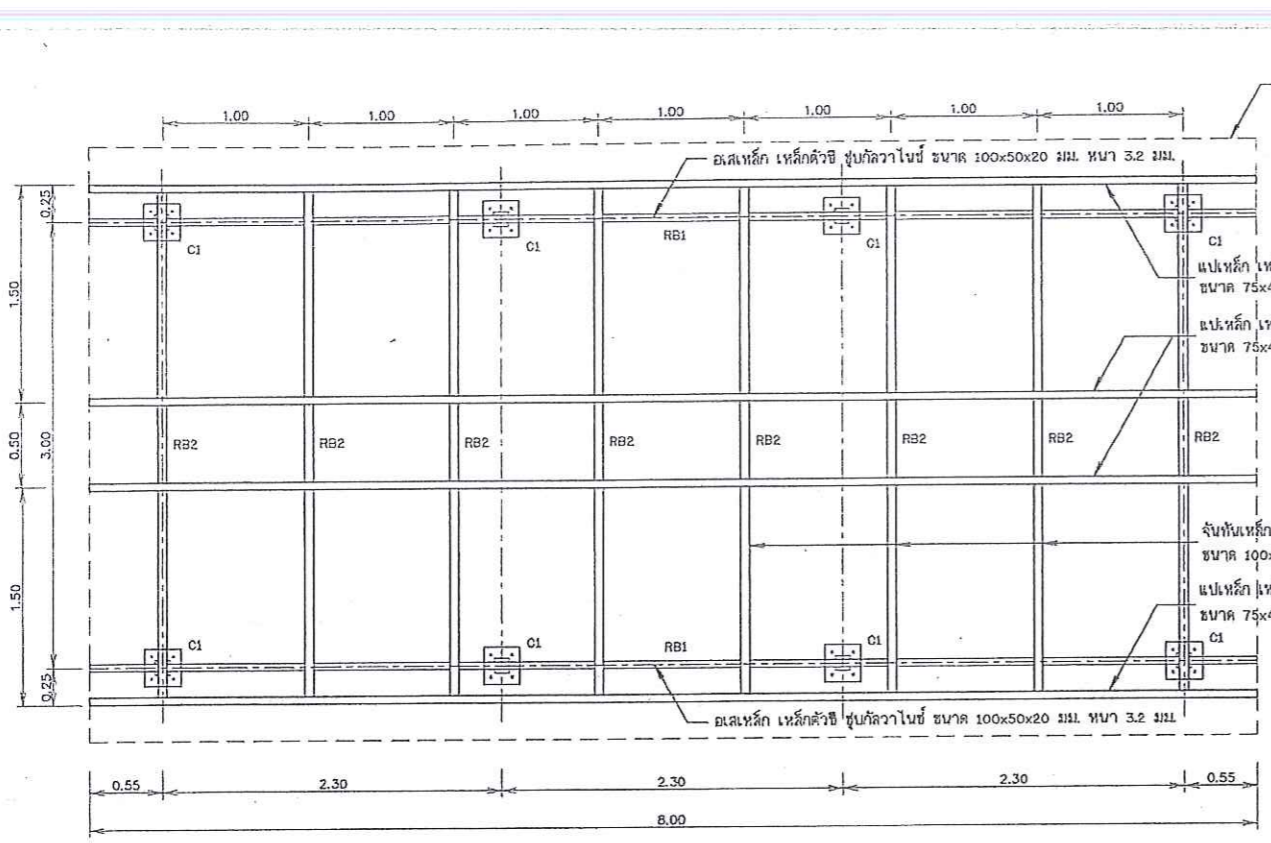 1.00 1.00 1.00 1.00 1.00 1.00 1.00
อเสเหล็ก เหล็กตัวซี ชุบกัลวาไนซ์ ขนาด 100x50x20 มม. หนา 3.2 มม.
0.25
C1 C1 RB1 C1 C1
แปเหล็ก
ขนาด 75x4
1.50
แปเหล็ก
ขนาด 75x4
0.50 3.00
RB2 RB2 RB2 RB2 RB2 RB2 RB2 RB2
จันทันเหล็ก
ขนาด 100x
1.50
แปเหล็ก
ขนาด 75x4
C1 C1 RB1 C1 C1
0.25
อเสเหล็ก เหล็กตัวซี ชุบกัลวาไนซ์ ขนาด 100x50x20 มม. หนา 3.2 มม.
0.55 2.30 2.30 2.30 0.55
8.00